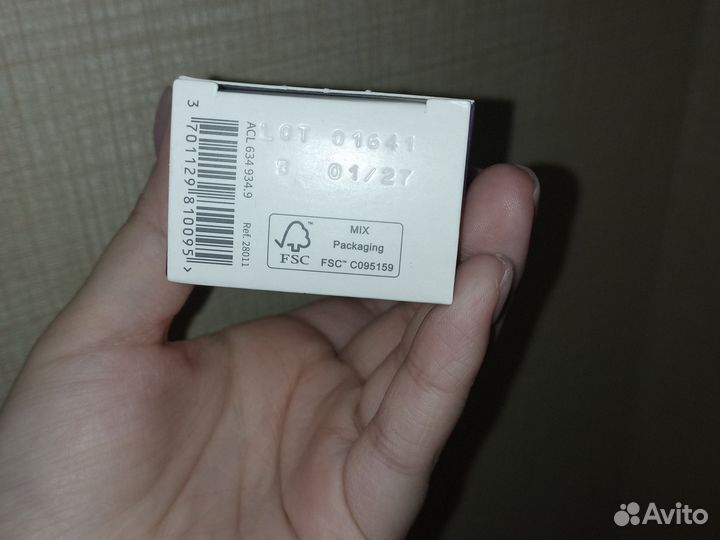 LOT 01641
01/27
3 701129 810095 >
ACL 634 934.9
Ref. 28011
FSC
MIX
Packaging
FSC™ C095159
Avito